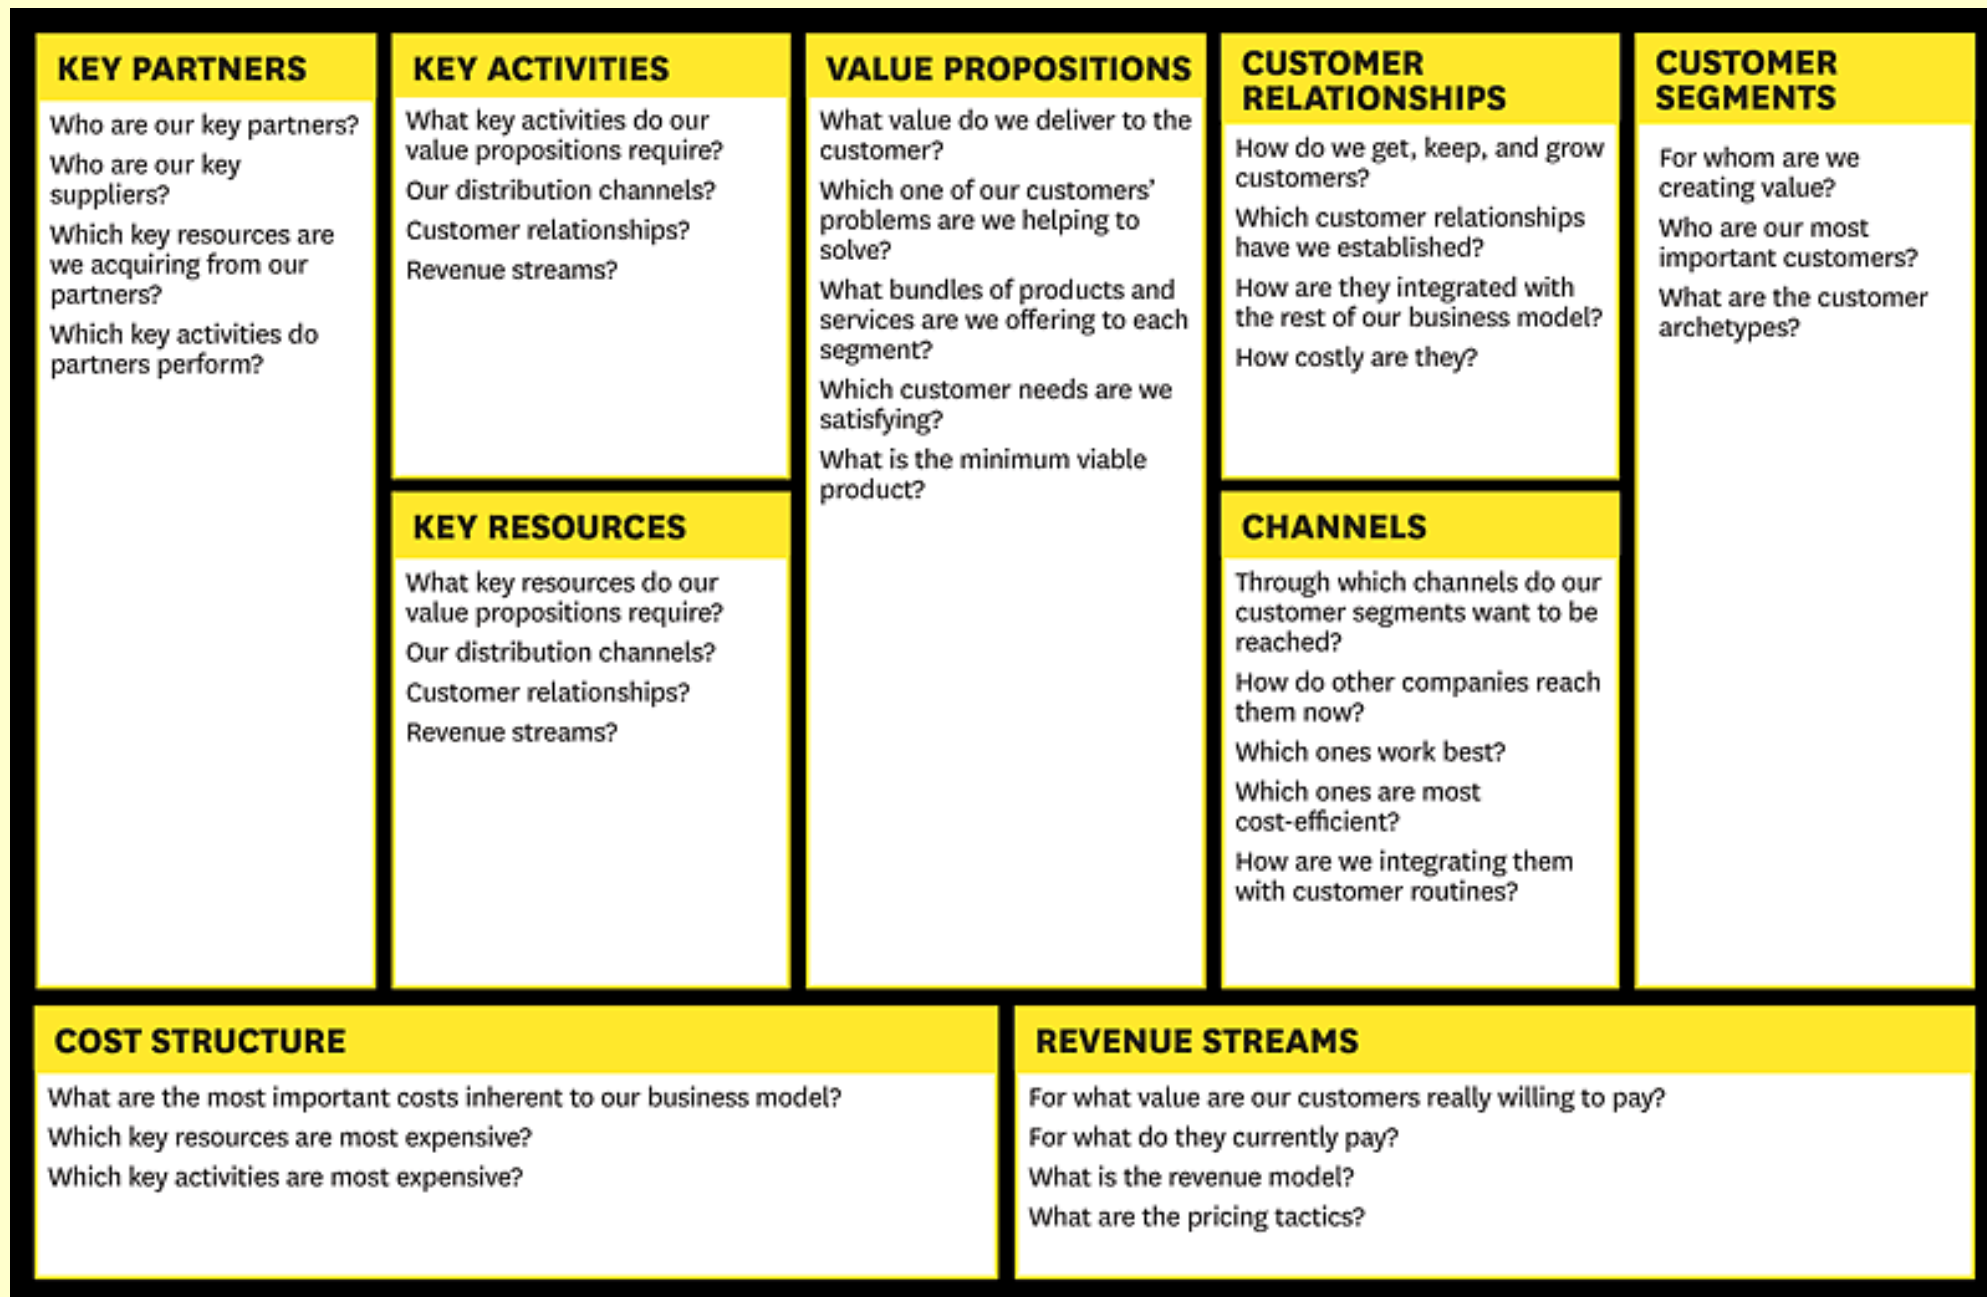 KEY PARTNERS
Who are our key partners?
Who are our key
suppliers?
Which key resources are
we acquiring from our
partners?
Which key activities do
partners perform?
KEY ACTIVITIES
What key activities do our
value propositions require?
Our distribution channels?
Customer relationships?
Revenue streams?
KEY RESOURCES
What key resources do our
value propositions require?
Our distribution channels?
Customer relationships?
Revenue streams?
VALUE PROPOSITIONS
What value do we deliver to the
customer?
Which one of our customers’
problems are we helping to
solve?
What bundles of products and
services are we offering to each
segment?
Which customer needs are we
satisfying?
What is the minimum viable
product?
CUSTOMER
RELATIONSHIPS
How do we get, keep, and grow
customers?
Which customer relationships
have we established?
How are they integrated with
the rest of our business model?
How costly are they?
CHANNELS
Through which channels do our
customer segments want to be
reached?
How do other companies reach
them now?
Which ones work best?
Which ones are most
cost-efficient?
How are we integrating them
with customer routines?
CUSTOMER
SEGMENTS
For whom are we
creating value?
Who are our most
important customers?
What are the customer
archetypes?
COST STRUCTURE
What are the most important costs inherent to our business model?
Which key resources are most expensive?
Which key activities are most expensive?
REVENUE STREAMS
For what value are our customers really willing to pay?
For what do they currently pay?
What is the revenue model?
What are the pricing tactics?